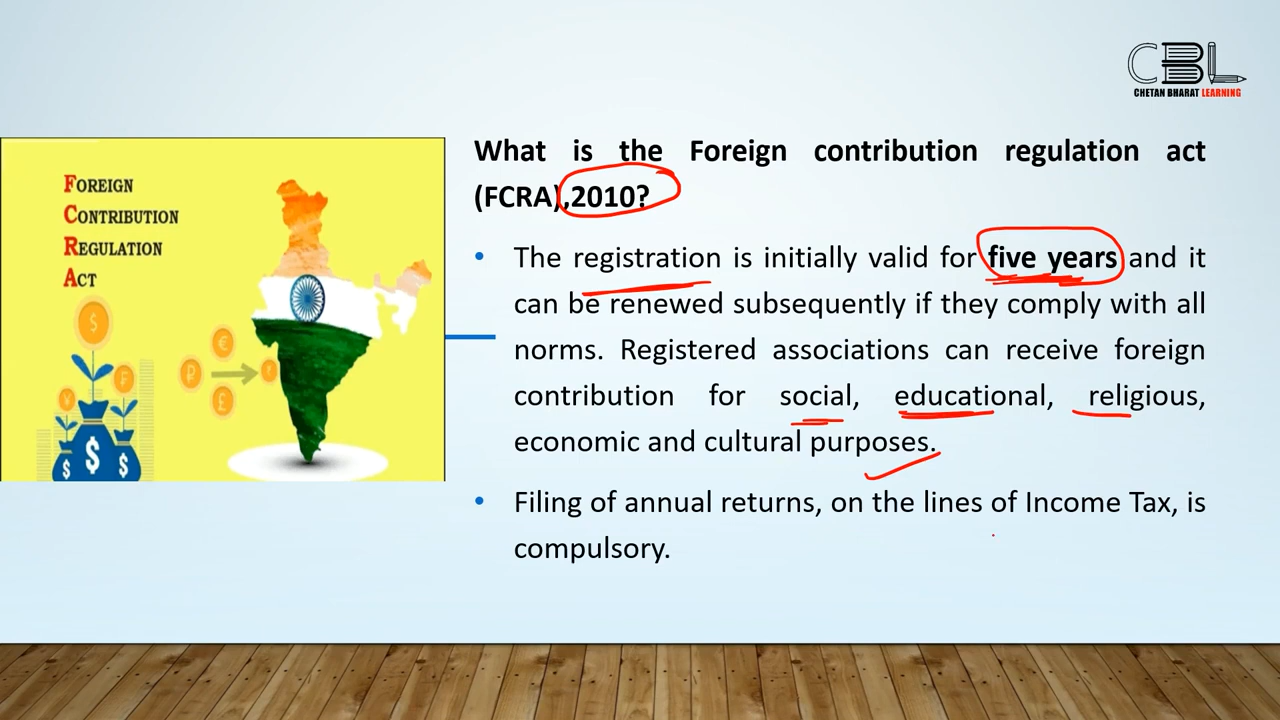 CBL
CHETAN BHARAT LEARNING
FOREIGN
CONTRIBUTION
REGULATION
ACT
What is the Foreign contribution regulation act
(FCRA),2010?
• The registration is initially valid for five years and it
can be renewed subsequently if they comply with all
norms. Registered associations can receive foreign
contribution for social, educational, religious,
economic and cultural purposes.
• Filing of annual returns, on the lines of Income Tax, is
compulsory.